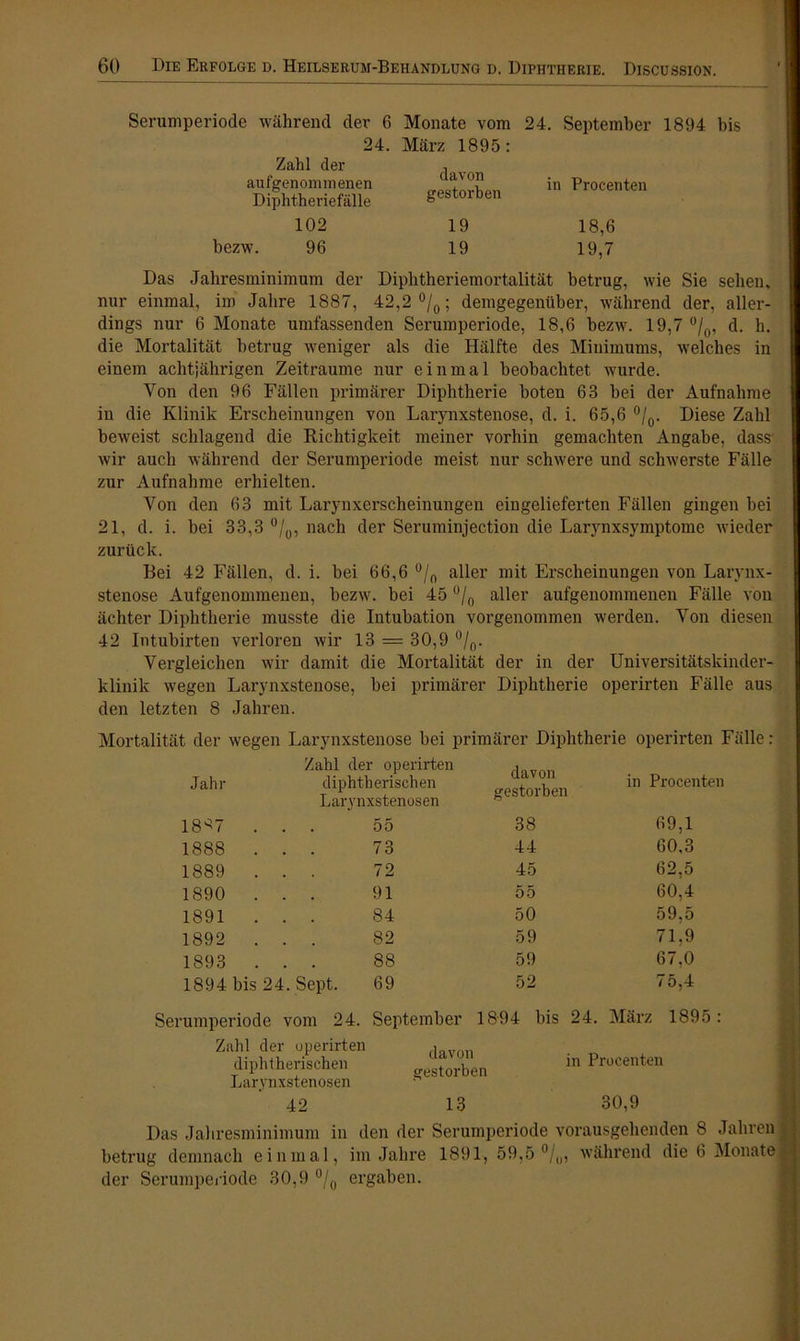 60 Die Erfolge d. Heilserum-Behandlung d. Diphtherie. Discussion.
Serumperiode während der 6 Monate vom 24. September 1894 bis
24. März 1895:
Zahl der aufgenommenen Diphtheriefälle davon gestorben in Procenten
102 19 18,6
bezw. 96 19 19,7
Das Jahresminimum der Diphtheriemortalität betrug, wie Sie sehen,
nur einmal, im Jahre 1887, 42,2 %; demgegenüber, während der, aller-
dings nur 6 Monate umfassenden Serumperiode, 18,6 bezw. 19,7 %, d. h.
die Mortalität betrug weniger als die Hälfte des Minimums, welches in
einem achtjährigen Zeitraume nur einmal beobachtet wurde.
Von den 96 Fällen primärer Diphtherie boten 63 bei der Aufnahme
in die Klinik Erscheinungen von Larynxstenose, d. i. 65,6 %. Diese Zahl
beweist schlagend die Richtigkeit meiner vorhin gemachten Angabe, dass
wir auch während der Serumperiode meist nur schwere und schwerste Fälle
zur Aufnahme erhielten.
Von den 63 mit Larynxerscheinungen eingelieferten Fällen gingen bei
21, d. i. bei 33,3 %, nach der Seruminjection die Larynxsymptome wieder
zurück.
Bei 42 Fällen, d. i. bei 66,6 % aller mit Erscheinungen von Larynx-
stenose Aufgenommenen, bezw. bei 45 % aller aufgenommenen Fälle von
ächter Diphtherie musste die Intubation vorgenommen werden. Von diesen
42 Intubirten verloren wir 13 = 30,9 %.
Vergleichen wir damit die Mortalität der in der Universitätskinder-
klinik wegen Larynxstenose, bei primärer Diphtherie operirten Fälle aus
den letzten 8 Jahren.
Mortalität der wegen Larynxstenose bei primärer Diphtherie operirten Fälle:
Jahr Zahl der operirten diphtherischen Larynxstenosen davon gestorben in Procenten
1887 . . . 55 38 69,1
1888 . . . 73 44 60,3
1889 . . . 72 45 62,5
1890 . . . 91 55 60,4
1891 . . . 84 50 59,5
1892 . . . 82 59 71,9
1893 . . . 88 59 67,0
1894 bis 24. Sept. 69 52 75,4
Serumperiode vom 24. September 1894 bis 24. März 1895:
Zahl der operirten diphtherischen Larynxstenosen davon gestorben in Procenten
42 13 30,9
Das Jahresminimum in den der Serumperiode vorausgehenden 8 Jahren
betrug demnach einmal, im Jahre 1891, 59,5 %, während die 6 Monate
der Serumperiode 30,9 % ergaben.